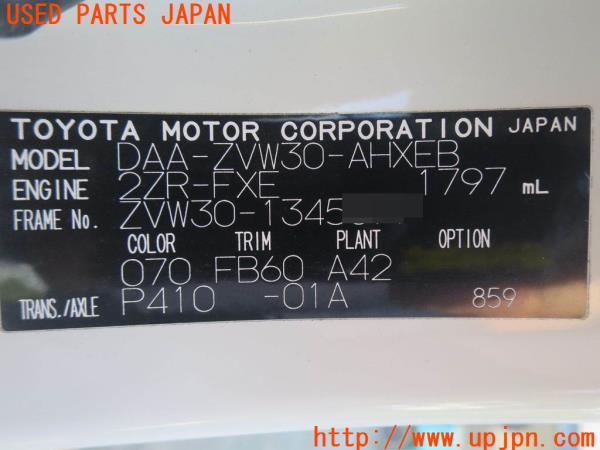 USED PARTS JAPAN
TOYOTA MOTOR CORPORATION JAPAN
MODEL DAA-ZVW30-AHXEB
ENGINE 2ZR-FXE 1797 mL
FRAME No. ZVW30-1345
COLOR TRIM PLANT OPTION
070 FB60 A42
TRANS./AXLE P410 -01A 859
UPJ
http://www.upjpn.com